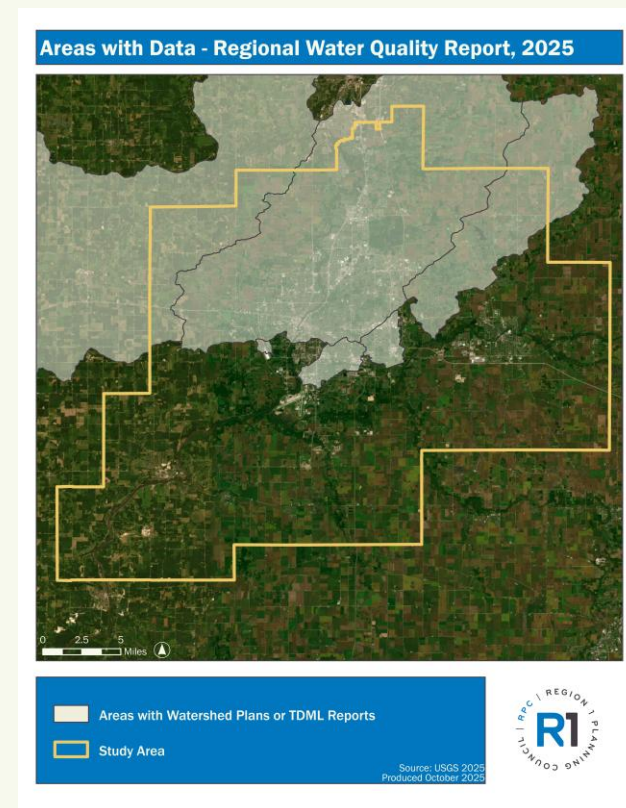 Areas with Data - Regional Water Quality Report, 2025
0 2.5 5
Miles
Areas with Watershed Plans or TDML Reports
Study Area
Source: USGS 2025
Produced October 2025
RPC | REGION 1 PLANNING COUNCIL |
R1